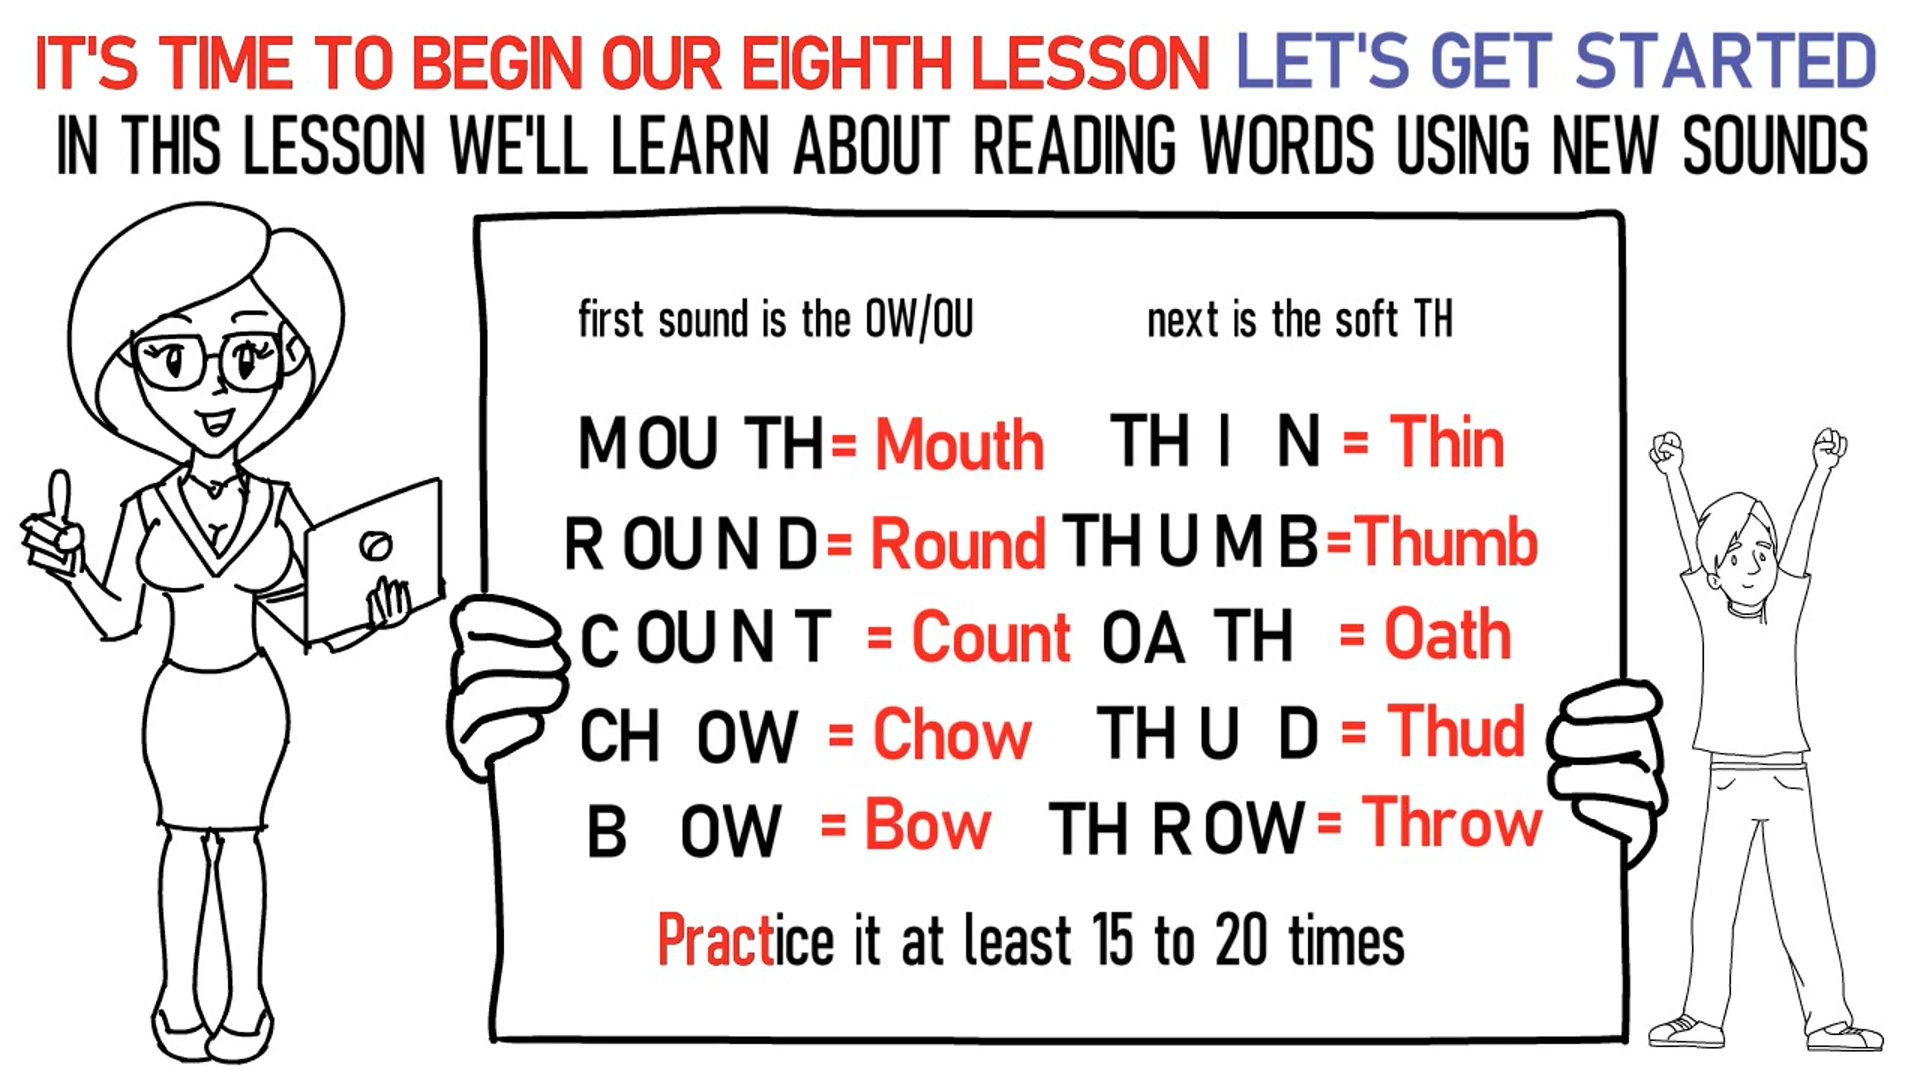 IT'S TIME TO BEGIN OUR EIGHTH LESSON LET'S GET STARTED
IN THIS LESSON WE'LL LEARN ABOUT READING WORDS USING NEW SOUNDS
first sound is the OW/OU next is the soft TH
M OU TH = Mouth TH I N = Thin
R OU N D = Round TH U M B =Thumb
C OU N T = Count OA TH = Oath
CH OW = Chow TH U D = Thud
B OW = Bow TH R OW = Throw
Practice it at least 15 to 20 times